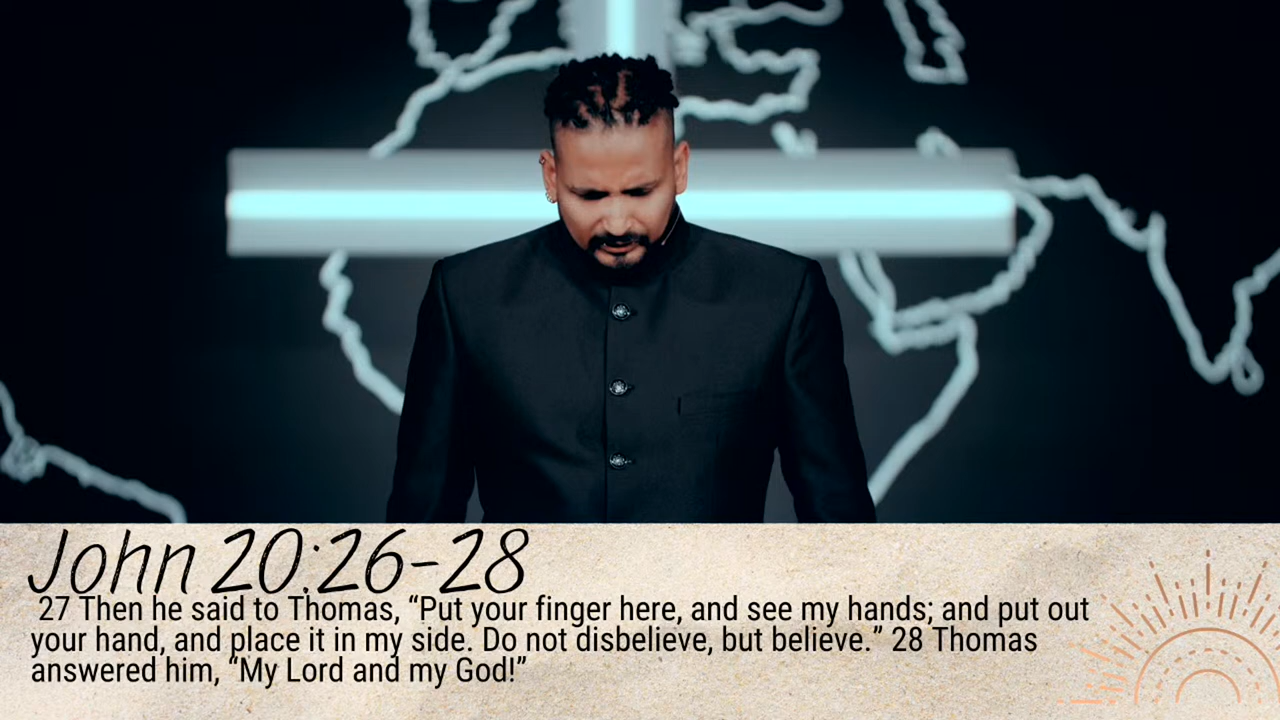 John 20:26-28
27 Then he said to Thomas, “Put your finger here, and see my hands; and put out
your hand, and place it in my side. Do not disbelieve, but believe.” 28 Thomas
answered him, “My Lord and my God!”